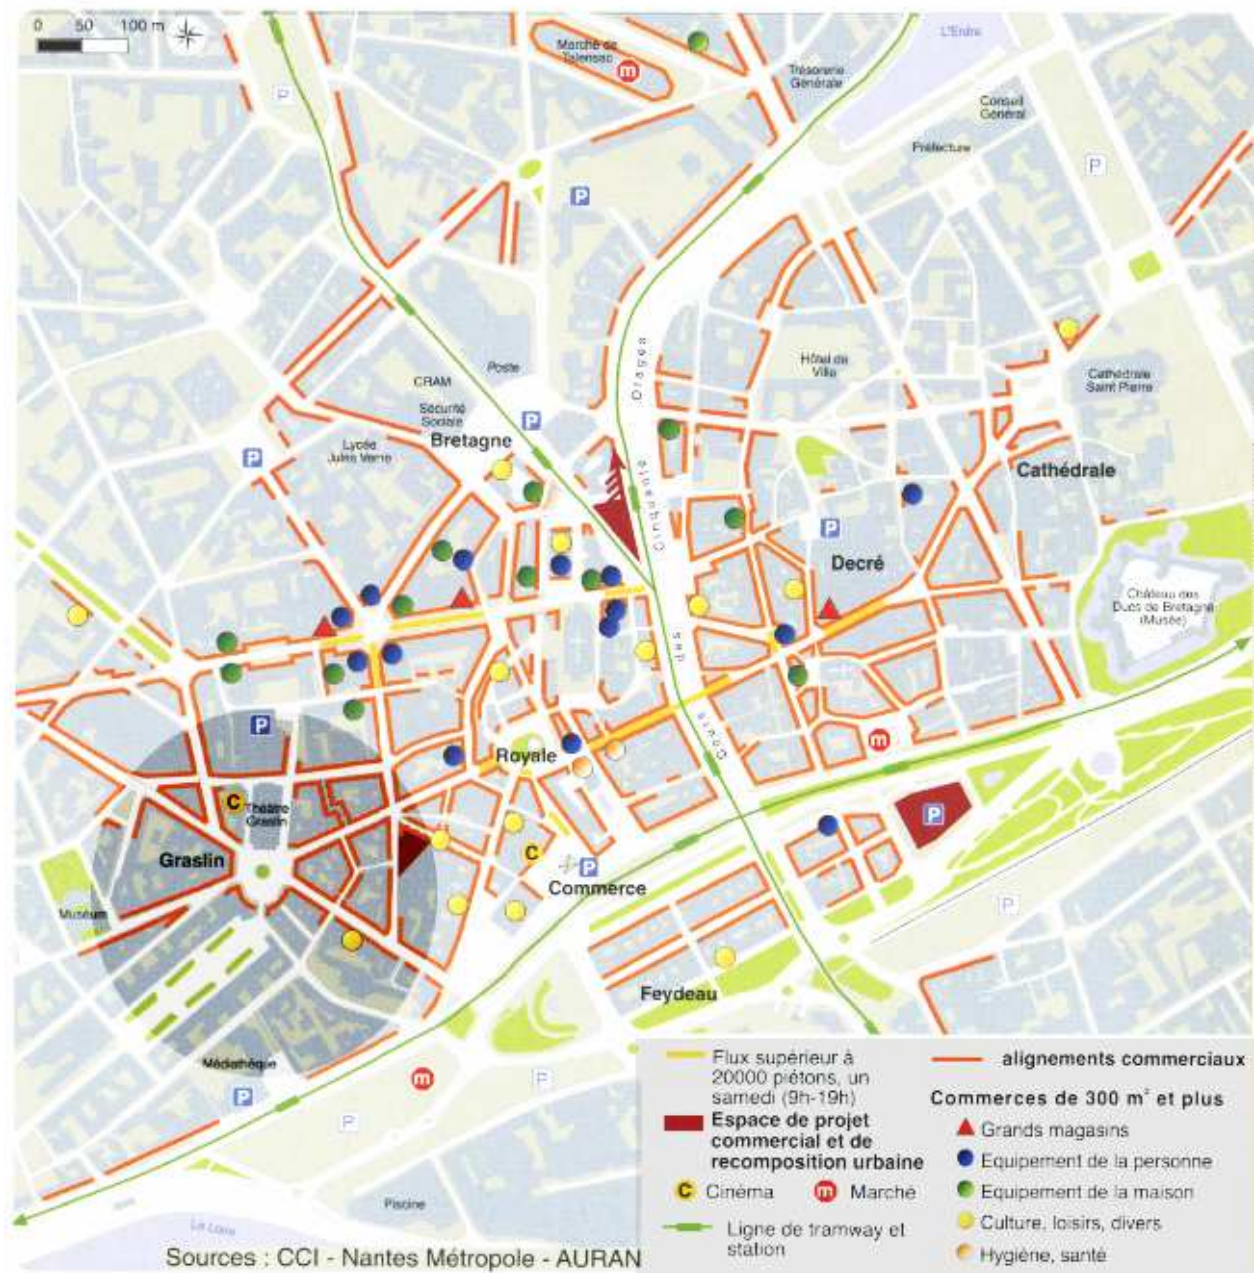 0 50 100 m
Marché de
Talensac
m
Trésorerie
Générale
L'Erdre
Conseil
Général
Préfecture
P
P
P
Poste
CRAM
Sécurité
Sociale
Bretagne
P
Lycée
Jules Verne
P
Hôtel de
Ville
Cathédrale
Saint Pierre
Cathédrale
P
Decré
Château des
Ducs de Bretagne
(Musée)
Cours des Cinquante Otages
P
Royale
m
C
Théâtre
Graslin
Graslin
C
P
Commerce
P
P
Muséum
Feydeau
Médiathèque
P
m
P
P
Piscine
La Loire
Sources : CCI - Nantes Métropole - AURAN
Flux supérieur à
20000 piétons, un
samedi (9h-19h)
Espace de projet
commercial et de
recomposition urbaine
C Cinéma m Marché
Ligne de tramway et
station
alignements commerciaux
Commerces de 300 m² et plus
Grands magasins
Equipement de la personne
Equipement de la maison
Culture, loisirs, divers
Hygiène, santé